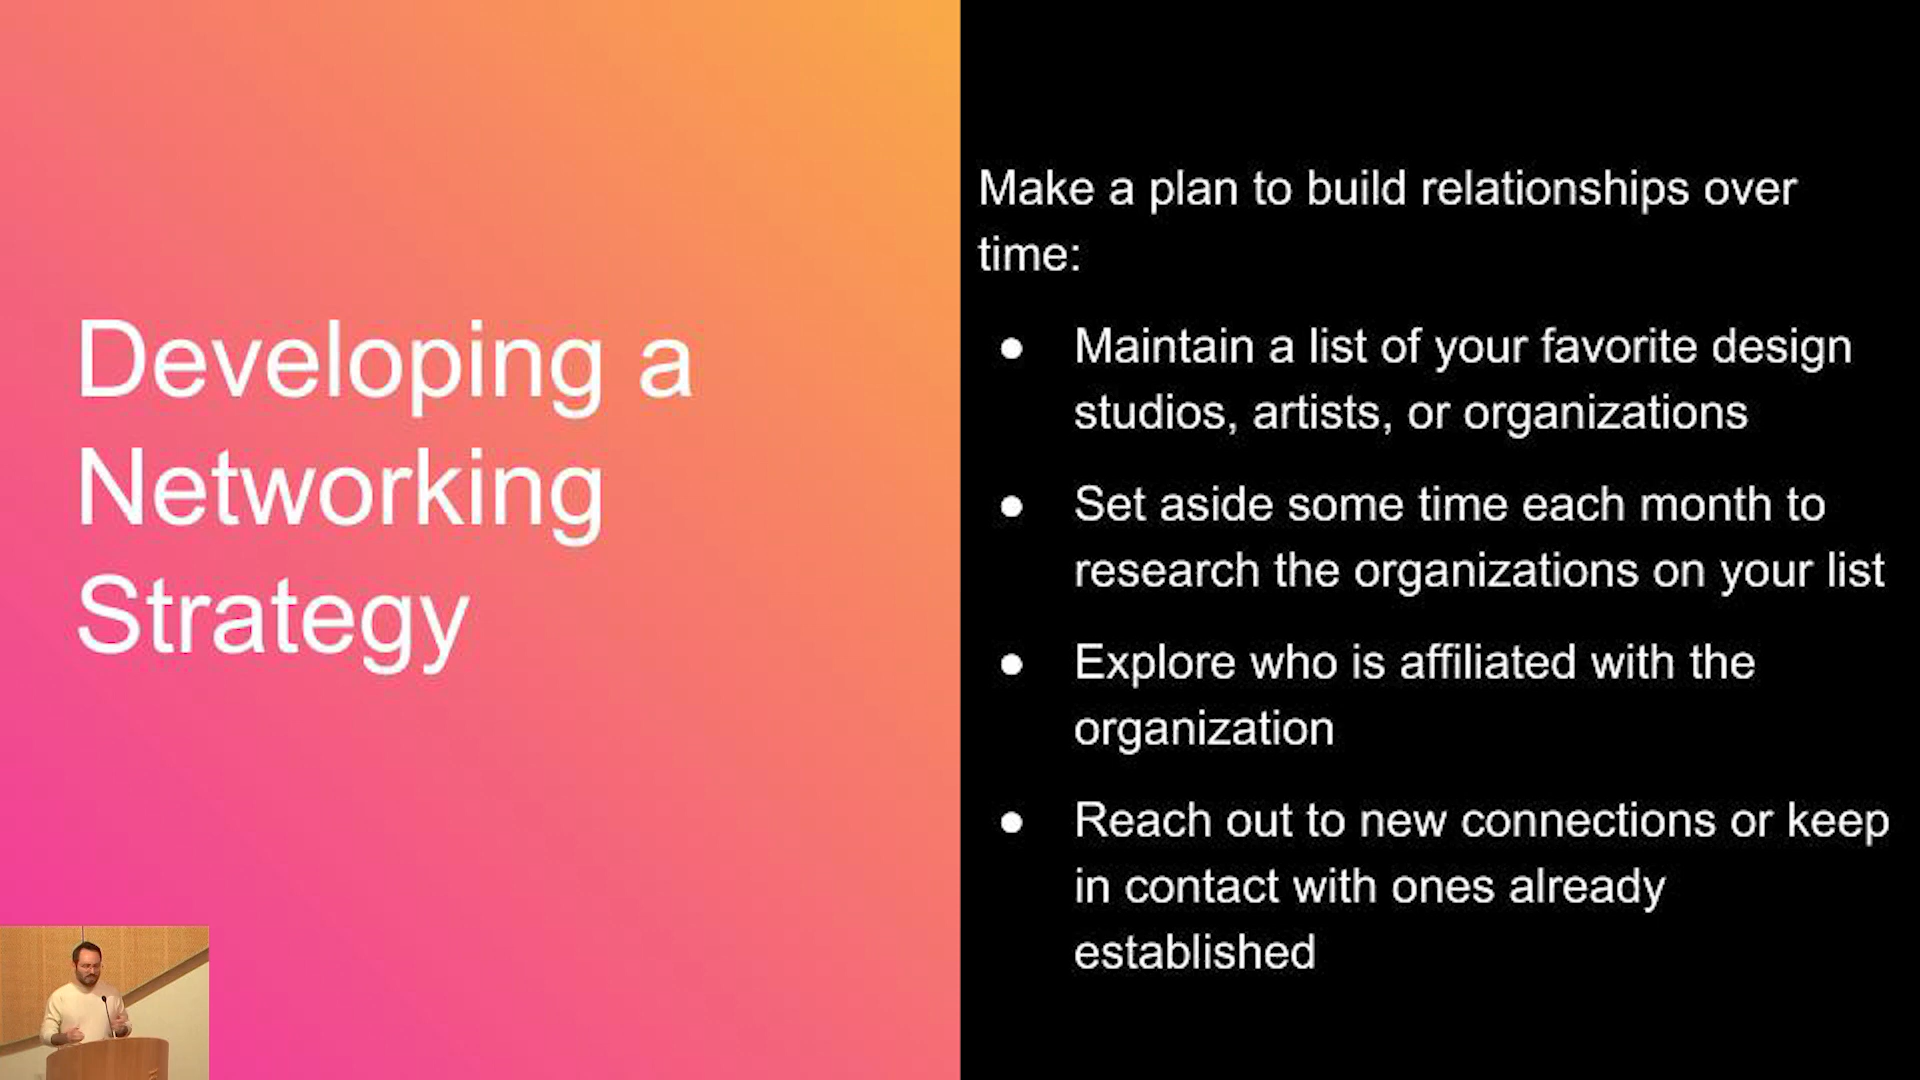 Developing a
Networking
Strategy
Make a plan to build relationships over
time:
● Maintain a list of your favorite design
studios, artists, or organizations
● Set aside some time each month to
research the organizations on your list
● Explore who is affiliated with the
organization
● Reach out to new connections or keep
in contact with ones already
established